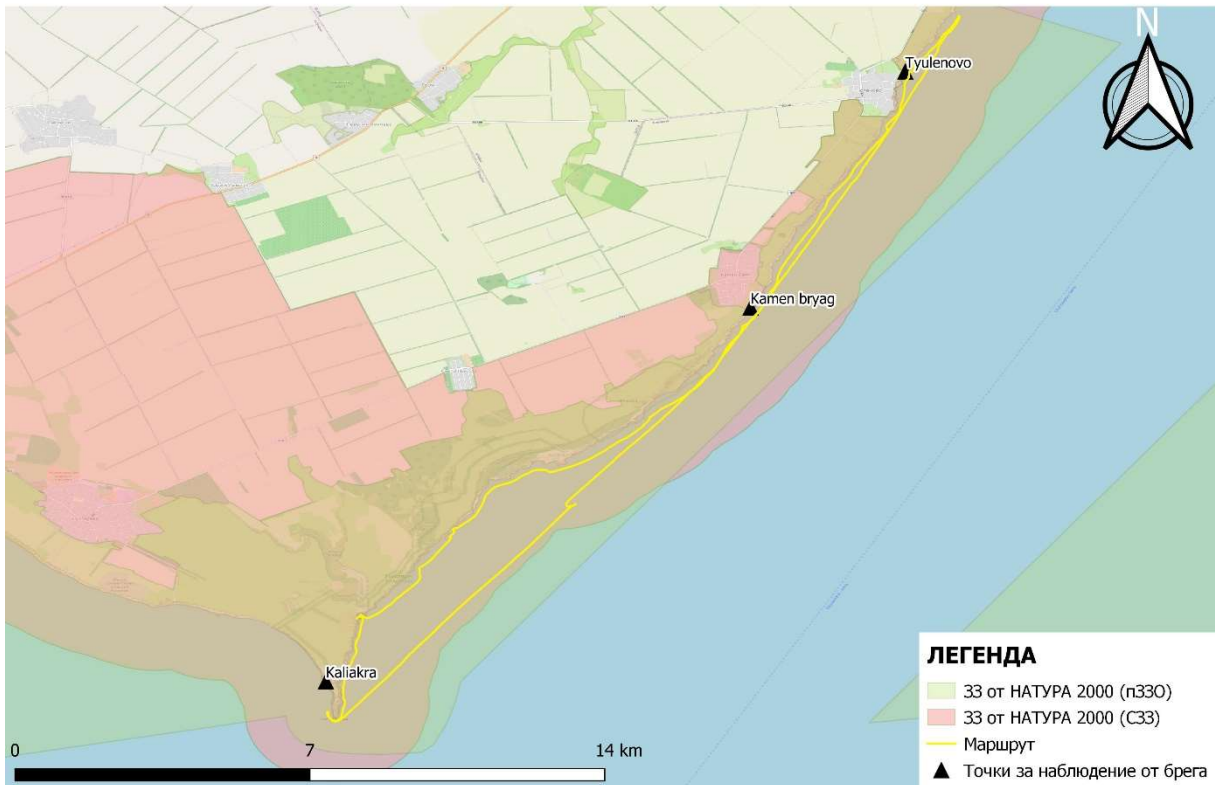 N
Tyulenovo
Kamen bryag
Kaliakra
ЛЕГЕНДА
ЗЗ от НАТУРА 2000 (пЗЗО)
ЗЗ от НАТУРА 2000 (СЗЗ)
Маршрут
Точки за наблюдение от брега
0 7 14 km